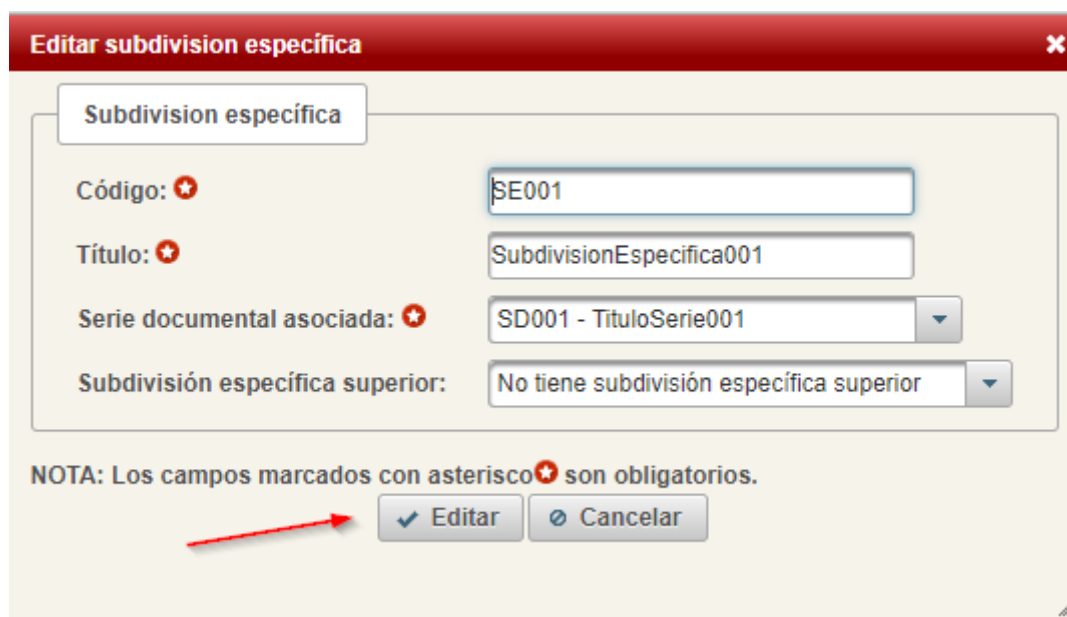 Editar subdivision específica
Subdivision específica
Código:
SE001
Título:
SubdivisionEspecifica001
Serie documental asociada:
SD001 - TituloSerie001
Subdivisión específica superior:
No tiene subdivisión específica superior
NOTA: Los campos marcados con asterisco son obligatorios.
Editar Cancelar